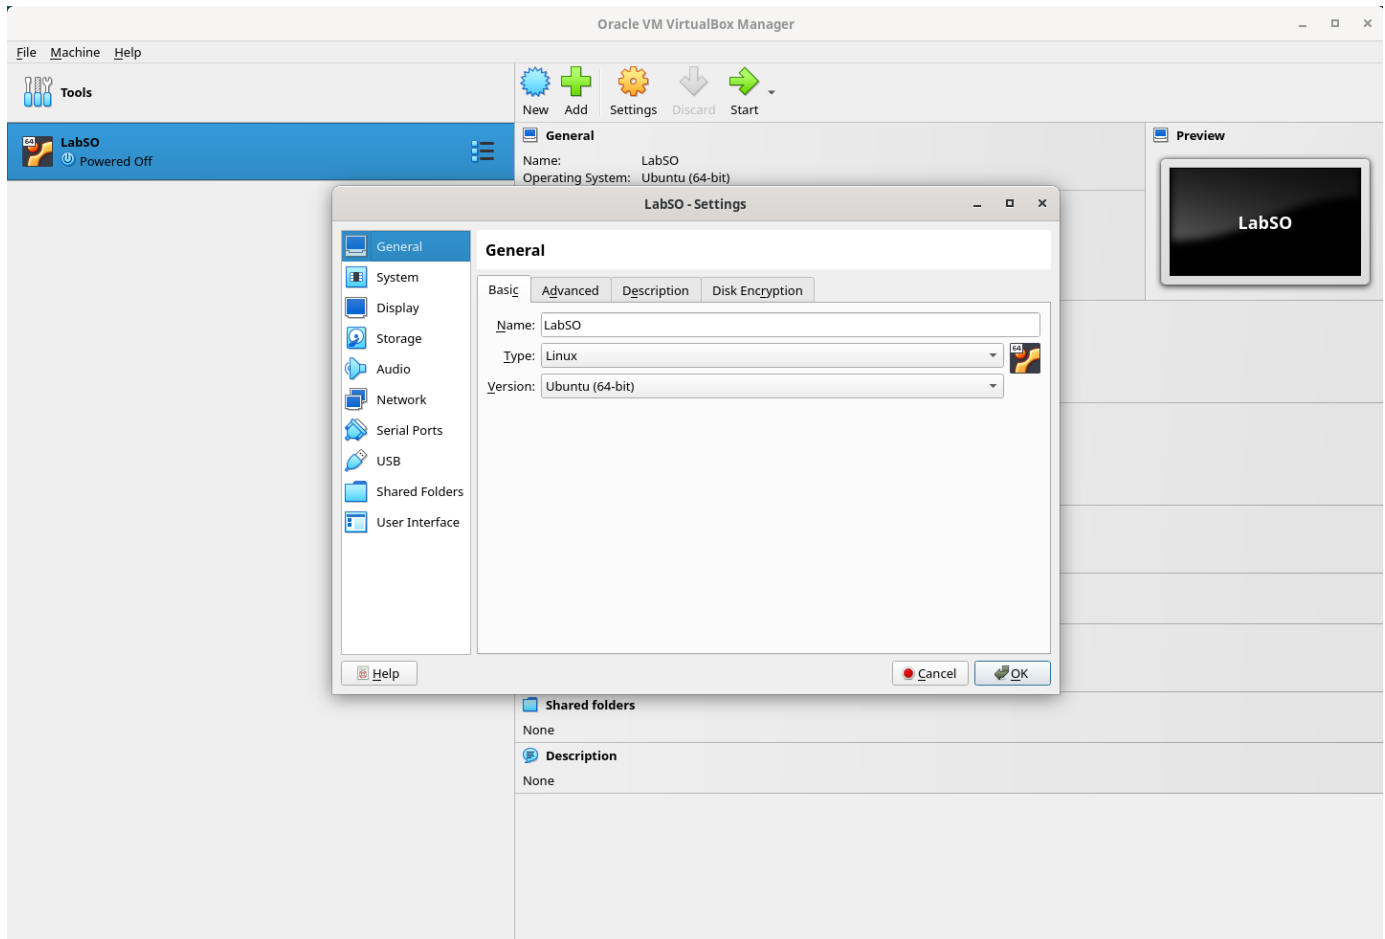 Oracle VM VirtualBox Manager
File Machine Help
Tools
New Add Settings Discard Start
64
LabSO
Powered Off
General
Name: LabSO
Operating System: Ubuntu (64-bit)
Preview
LabSO
LabSO - Settings
General
System
Display
Storage
Audio
Network
Serial Ports
USB
Shared Folders
User Interface
General
Basic Advanced Description Disk Encryption
Name: LabSO
Type: Linux
64
Version: Ubuntu (64-bit)
Help Cancel OK
Shared folders
None
Description
None